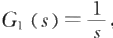 G₁(s) = 1/s,